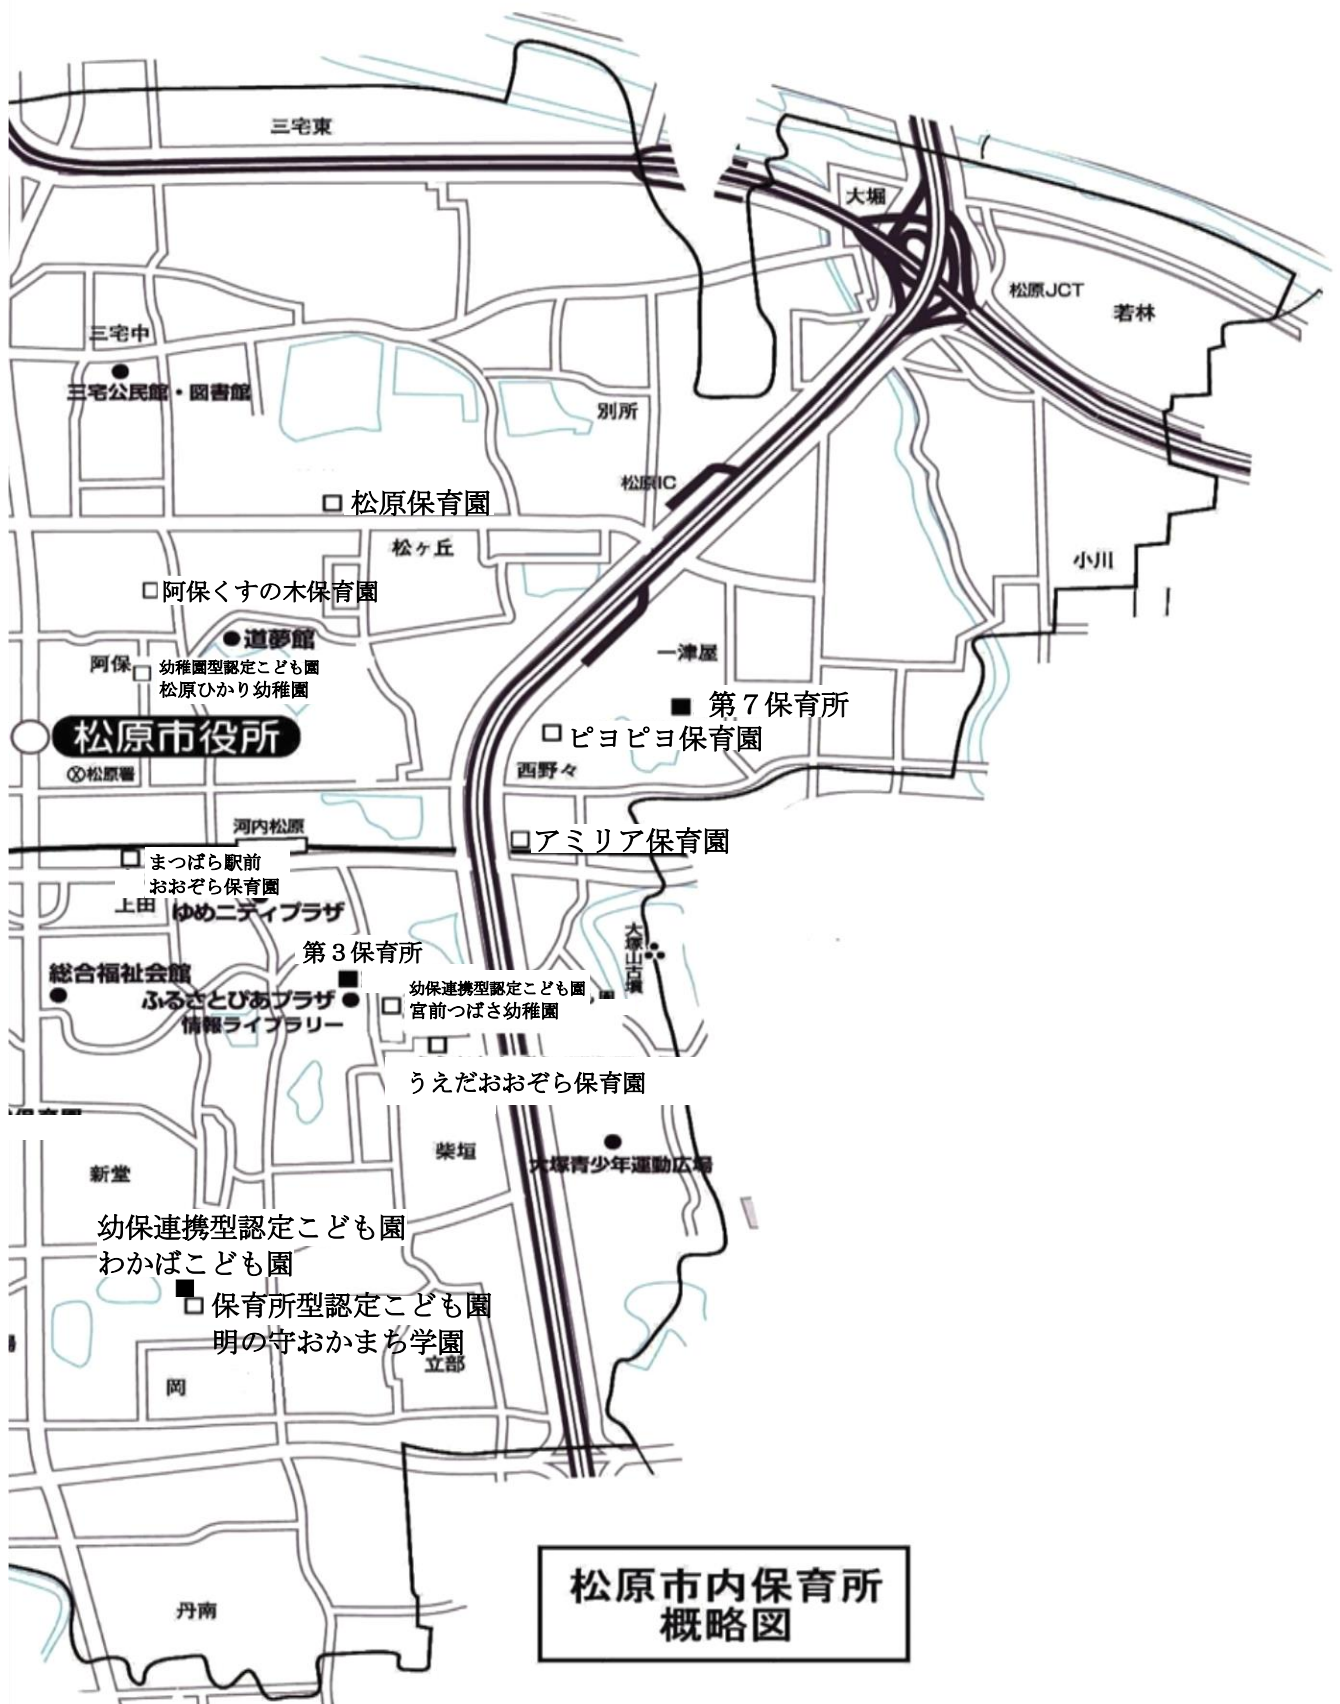 三宅東
大堀
松原JCT
若林
三宅中
三宅公民館・図書館
別所
松原IC
松原保育園
松ヶ丘
小川
阿保くすの木保育園
道夢館
一津屋
阿保
幼稚園型認定こども園
松原ひかり幼稚園
第７保育所
松原市役所
ピヨピヨ保育園
松原署
西野々
河内松原
アミリア保育園
まつばら駅前
おおぞら保育園
上田
ゆめニティプラザ
大塚山古墳
第３保育所
総合福祉会館
ふるさとぴあプラザ
情報ライブラリー
幼保連携型認定こども園
宮前つばさ幼稚園
園
うえだおおぞら保育園
柴垣
大塚青少年運動広場
新堂
幼保連携型認定こども園
わかばこども園
保育所型認定こども園
明の守おかまち学園
立部
岡
松原市内保育所
概略図
丹南